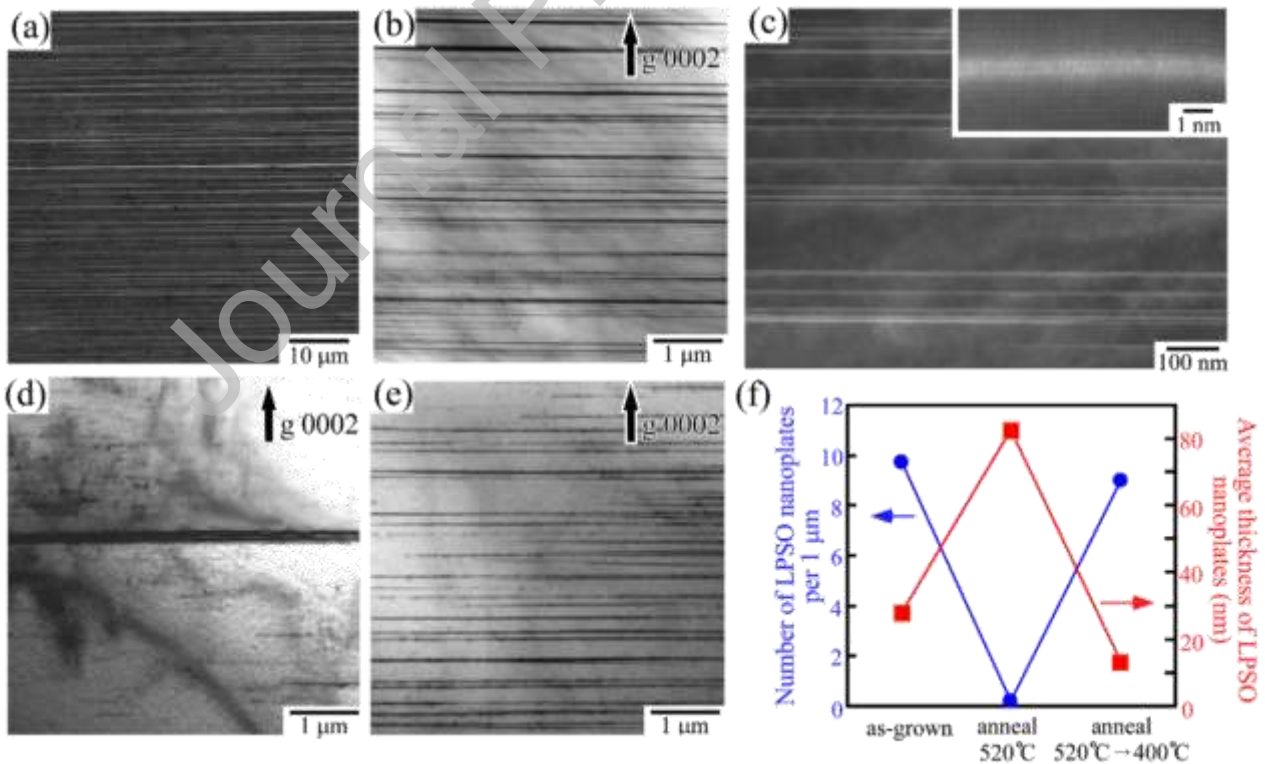 (a)
10 μm
(b)
g 0002
1 μm
(c)
1 nm
100 nm
(d)
g 0002
1 μm
(e)
g 0002
1 μm
(f)
Number of LPSO nanoplates
per 1 μm
12
10
8
6
4
2
0
80
60
40
20
0
Average thickness of LPSO
nanoplates (nm)
as-grown
anneal
520℃
anneal
520℃→400℃
Journal P